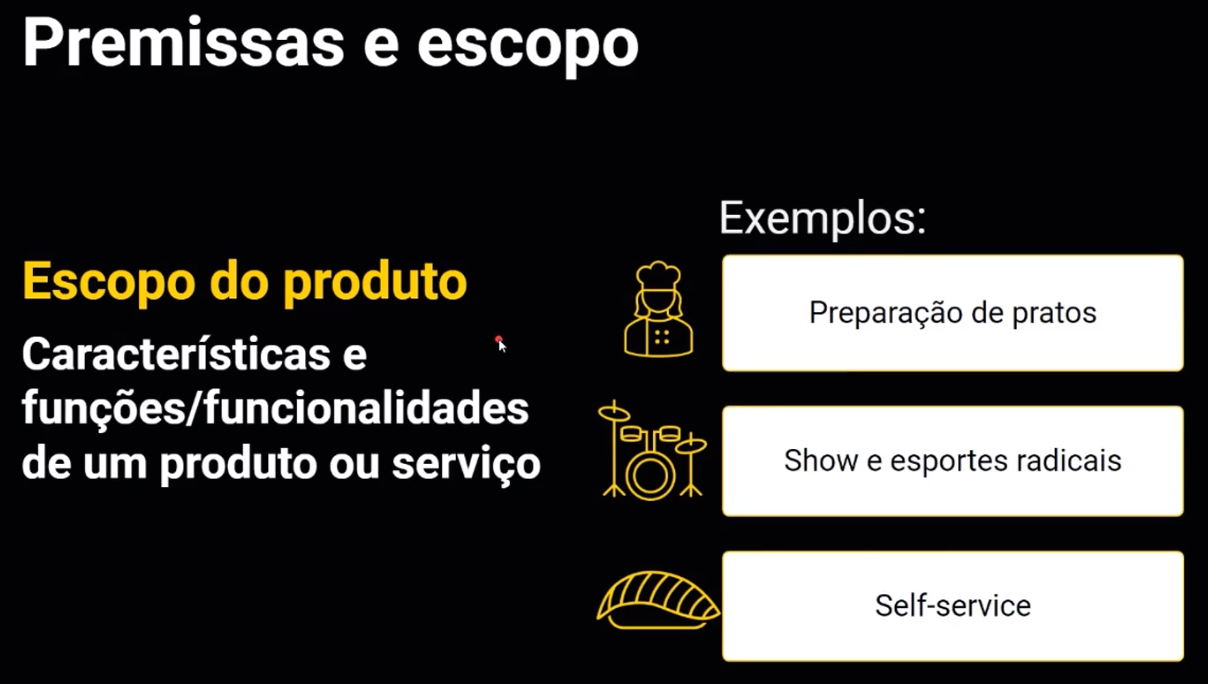 Premissas e escopo
Escopo do produto
Características e
funções/funcionalidades
de um produto ou serviço
Exemplos:
Preparação de pratos
Show e esportes radicais
Self-service